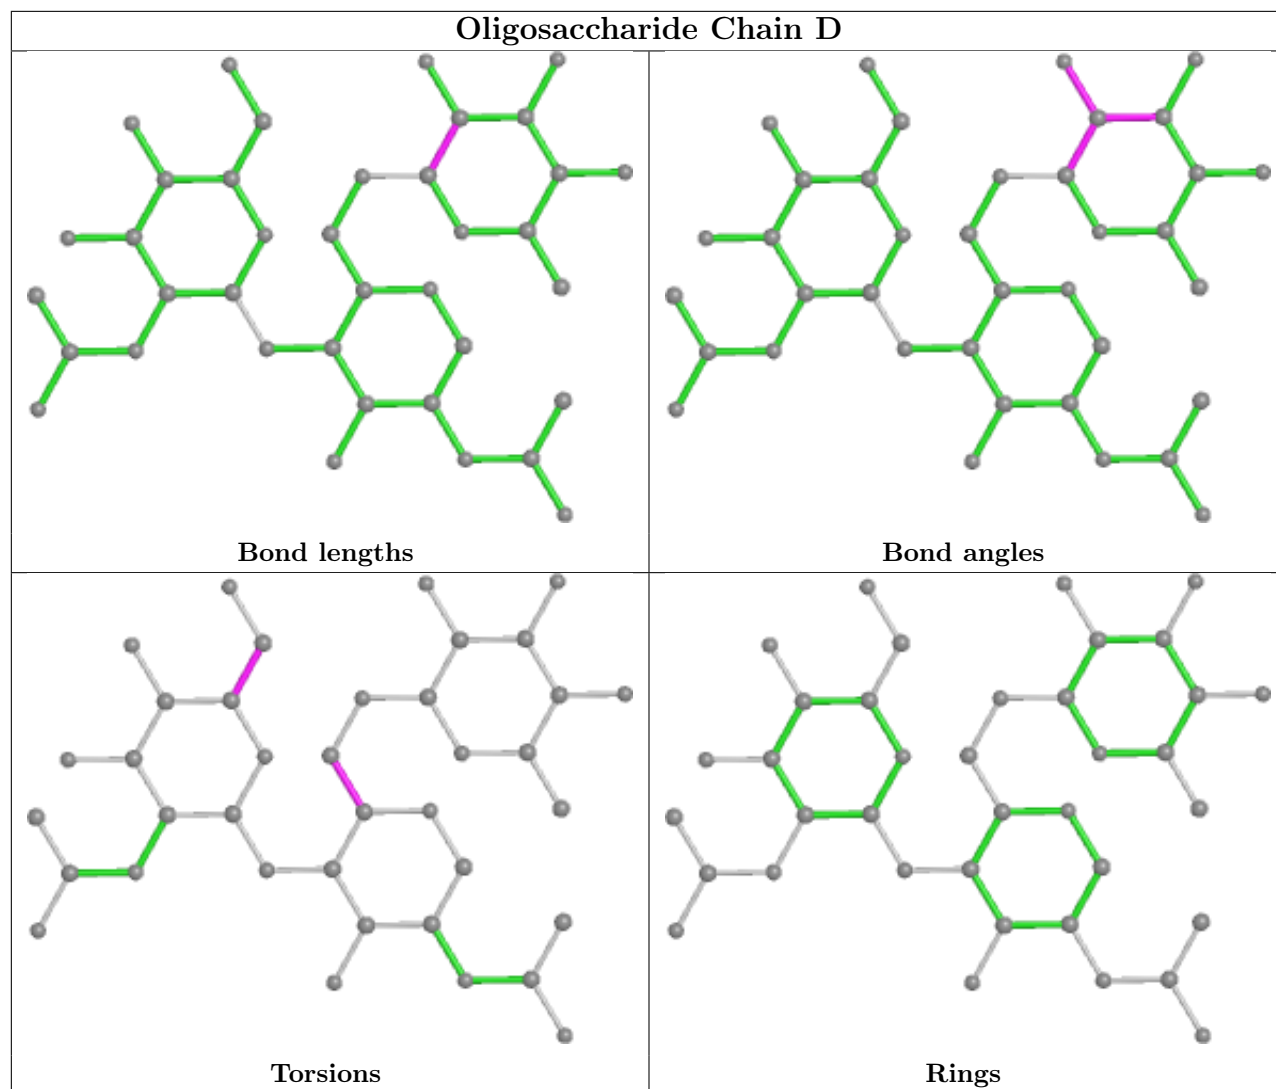 Oligosaccharide Chain D
Bond lengths
Bond angles
Torsions
Rings